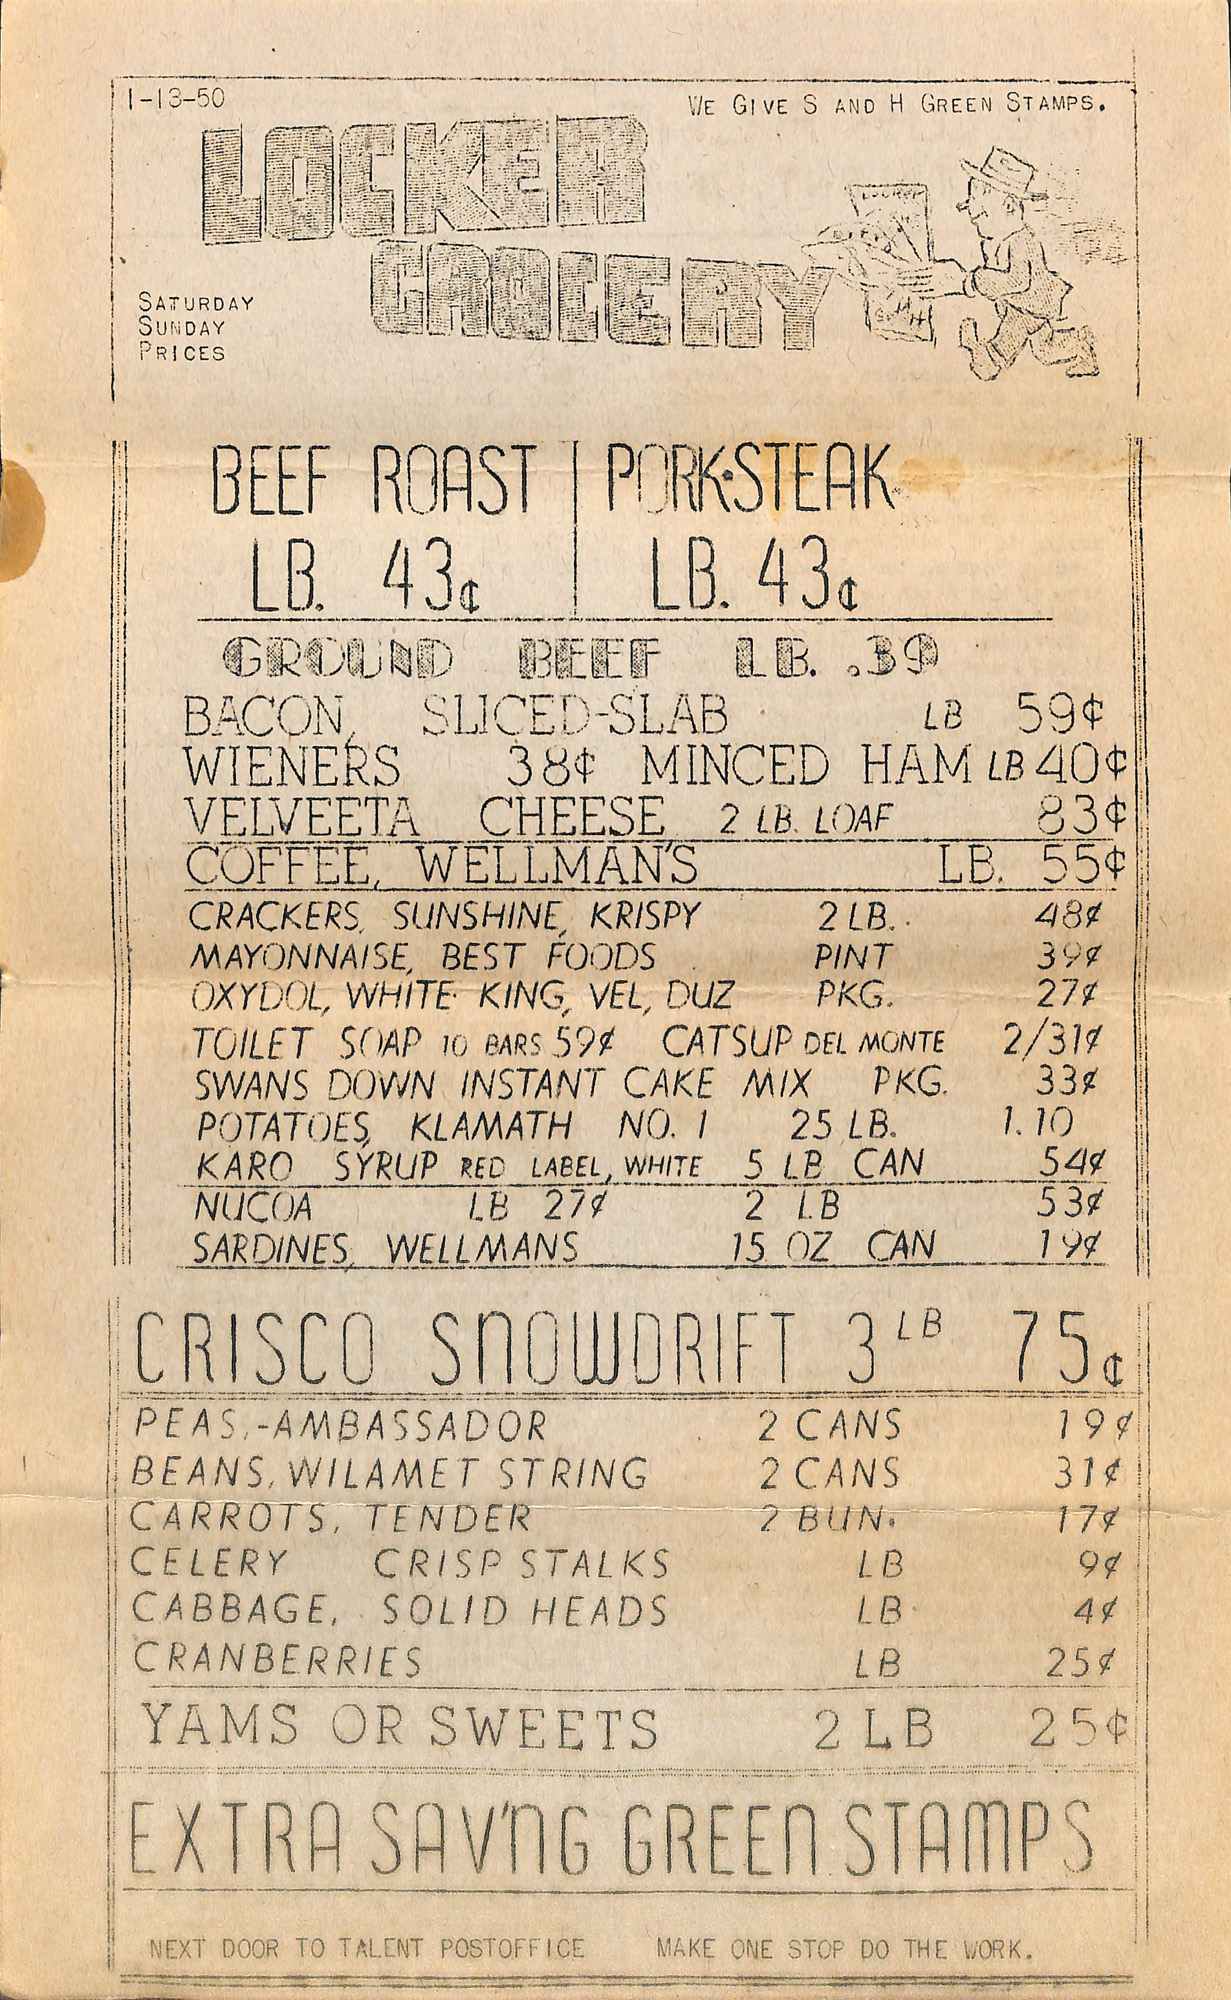 1-13-50
WE GIVE S AND H GREEN STAMPS.
LOCKER
GROCERY
SATURDAY
SUNDAY
PRICES
BEEF ROAST
LB. 43¢
PORK STEAK
LB. 43¢
GROUND BEEF LB. .39
BACON, SLICED-SLAB LB 59¢
WIENERS 38¢ MINCED HAM LB 40¢
VELVEETA CHEESE 2 LB. LOAF 83¢
COFFEE, WELLMAN'S LB. 55¢
CRACKERS, SUNSHINE, KRISPY 2 LB. 48¢
MAYONNAISE, BEST FOODS PINT 39¢
OXYDOL, WHITE KING, VEL, DUZ PKG. 27¢
TOILET SOAP 10 BARS 59¢ CATSUP DEL MONTE 2/31¢
SWANS DOWN INSTANT CAKE MIX PKG. 33¢
POTATOES, KLAMATH NO. 1 25 LB. 1.10
KARO SYRUP RED LABEL, WHITE 5 LB CAN 54¢
NUCOA LB 27¢ 2 LB 53¢
SARDINES, WELLMANS 15 OZ CAN 19¢
CRISCO SNOWDRIFT 3 LB 75¢
PEAS,-AMBASSADOR 2 CANS 19¢
BEANS, WILAMET STRING 2 CANS 31¢
CARROTS, TENDER 2 BUN. 17¢
CELERY CRISP STALKS LB 9¢
CABBAGE, SOLID HEADS LB 4¢
CRANBERRIES LB 25¢
YAMS OR SWEETS 2 LB 25¢
EXTRA SAV'NG GREEN STAMPS
NEXT DOOR TO TALENT POSTOFFICE MAKE ONE STOP DO THE WORK.